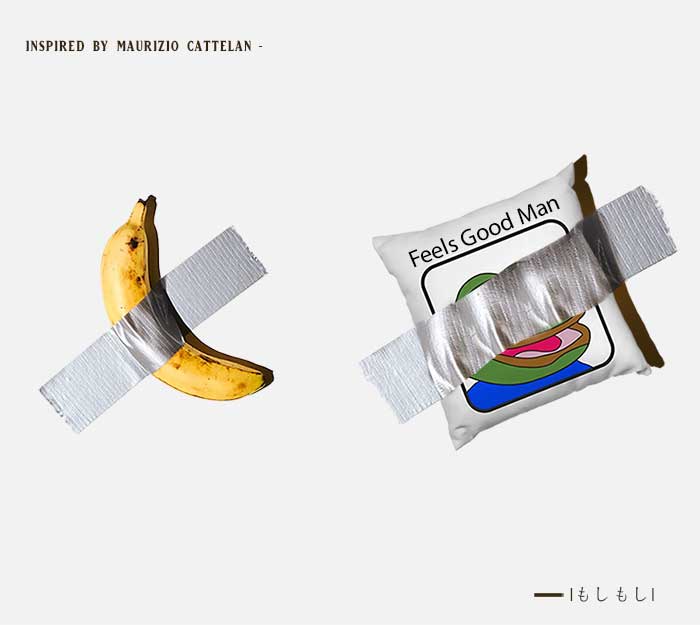 INSPIRED BY MAURIZIO CATTELAN -
Feels Good Man
|もしもし|